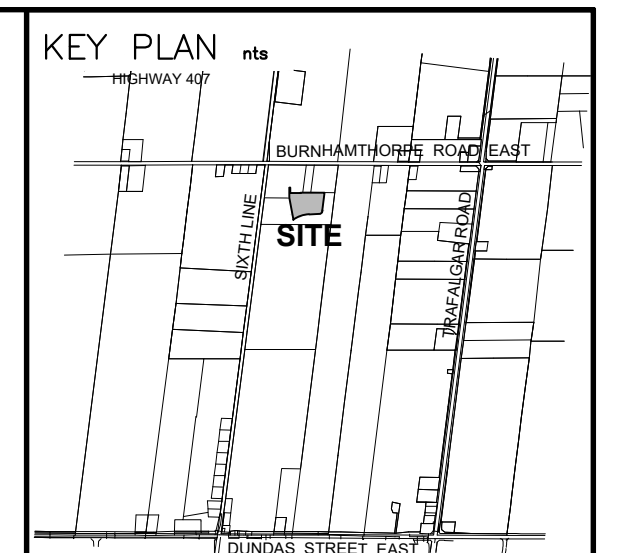 KEY PLAN nts
HIGHWAY 407
BURNHAMTHORPE ROAD EAST
SIXTH LINE
SITE
TRAFALGAR ROAD
DUNDAS STREET EAST